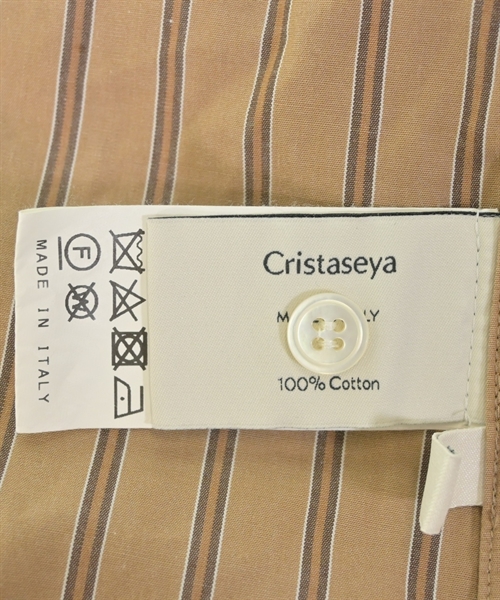 Cristaseya
100% Cotton
F
W
MADE IN ITALY